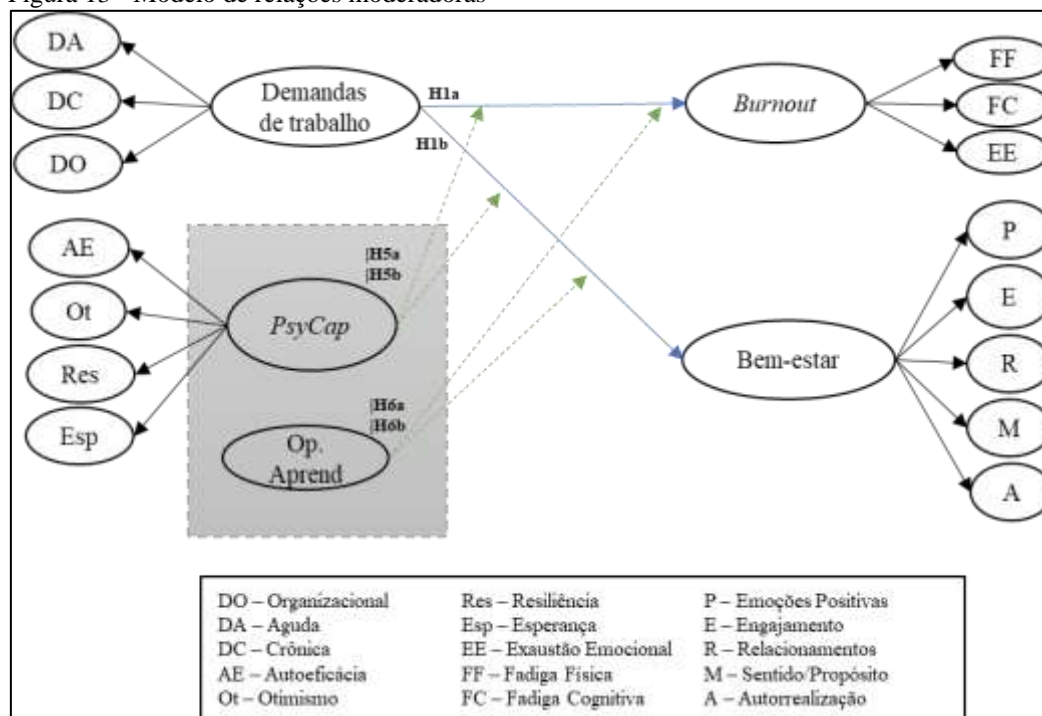 Figura 15 - Modelo de relações moderadoras
DA
DC
DO
Demandas
de trabalho
H1a
H1b
Burnout
FF
FC
EE
AE
Ot
Res
Esp
|H5a
|H5b
PsyCap
|H6a
|H6b
Op.
Aprend
Bem-estar
P
E
R
M
A
DO – Organizacional
DA – Aguda
DC – Crônica
AE – Autoeficácia
Ot – Otimismo
Res – Resiliência
Esp – Esperança
EE – Exaustão Emocional
FF – Fadiga Física
FC – Fadiga Cognitiva
P – Emoções Positivas
E – Engajamento
R – Relacionamentos
M – Sentido/Propósito
A – Autorrealização